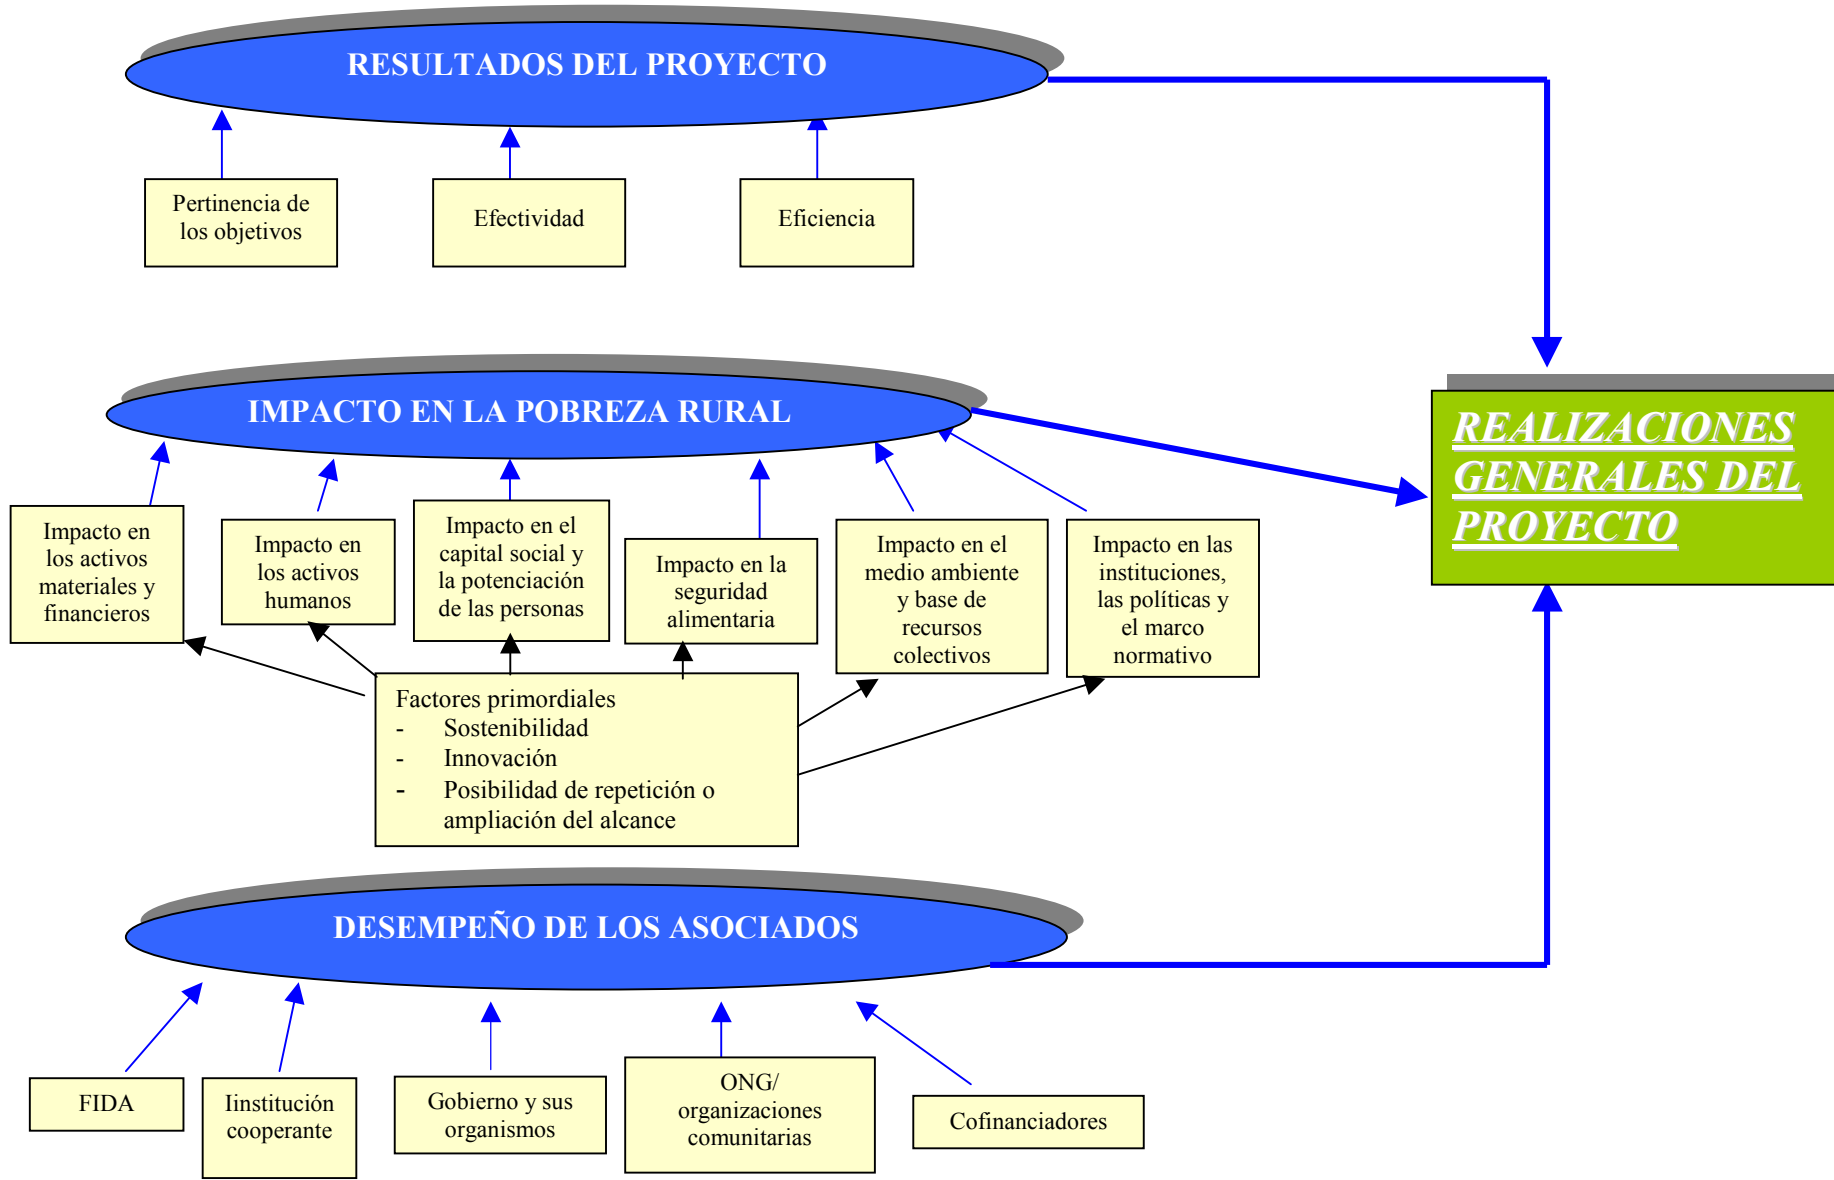 RESULTADOS DEL PROYECTO
Pertinencia de
los objetivos
Efectividad
Eficiencia
IMPACTO EN LA POBREZA RURAL
REALIZACIONES
GENERALES DEL
PROYECTO
Impacto en
los activos
materiales y
financieros
Impacto en
los activos
humanos
Impacto en el
capital social y
la potenciación
de las personas
Impacto en la
seguridad
alimentaria
Impacto en el
medio ambiente
y base de
recursos
colectivos
Impacto en las
instituciones,
las políticas y
el marco
normativo
Factores primordiales
- Sostenibilidad
- Innovación
- Posibilidad de repetición o
ampliación del alcance
DESEMPEÑO DE LOS ASOCIADOS
FIDA
Iinstitución
cooperante
Gobierno y sus
organismos
ONG/
organizaciones
comunitarias
Cofinanciadores